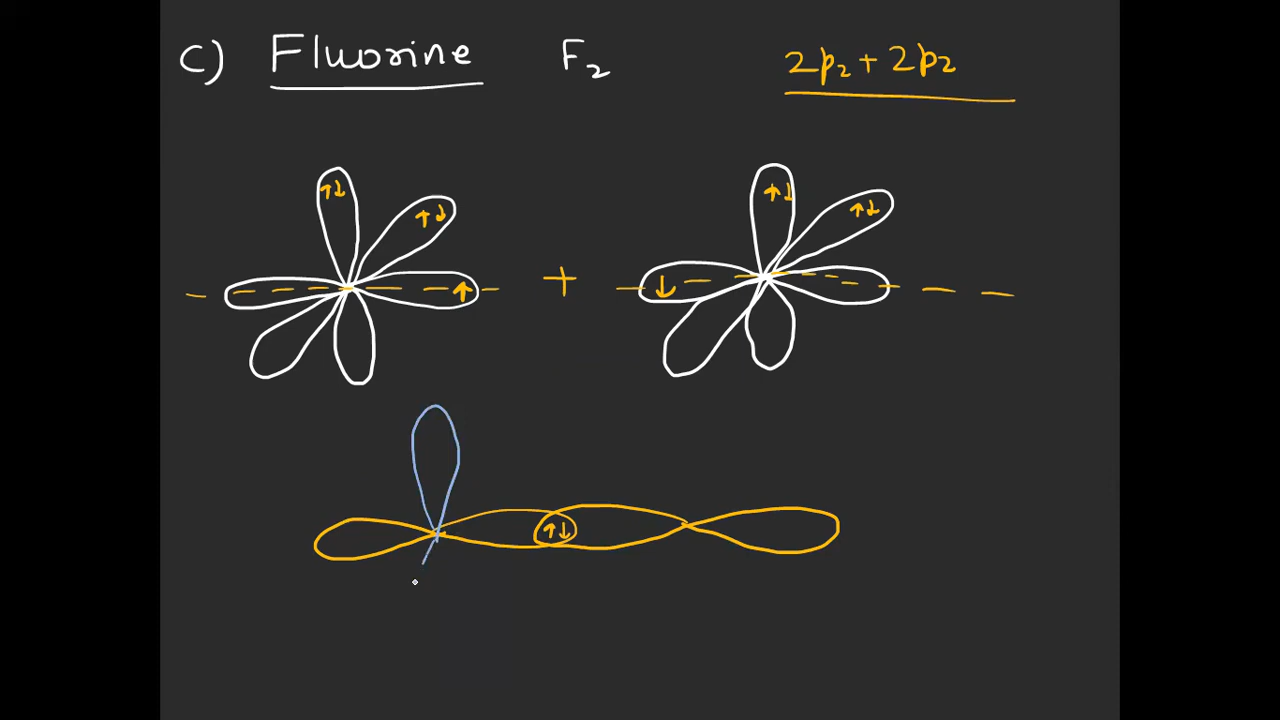 C) Fluorine F₂ 2p₂ + 2p₂
↑↓ ↑↓ ↑↓ ↑↓
↑ + ↓
↑↓